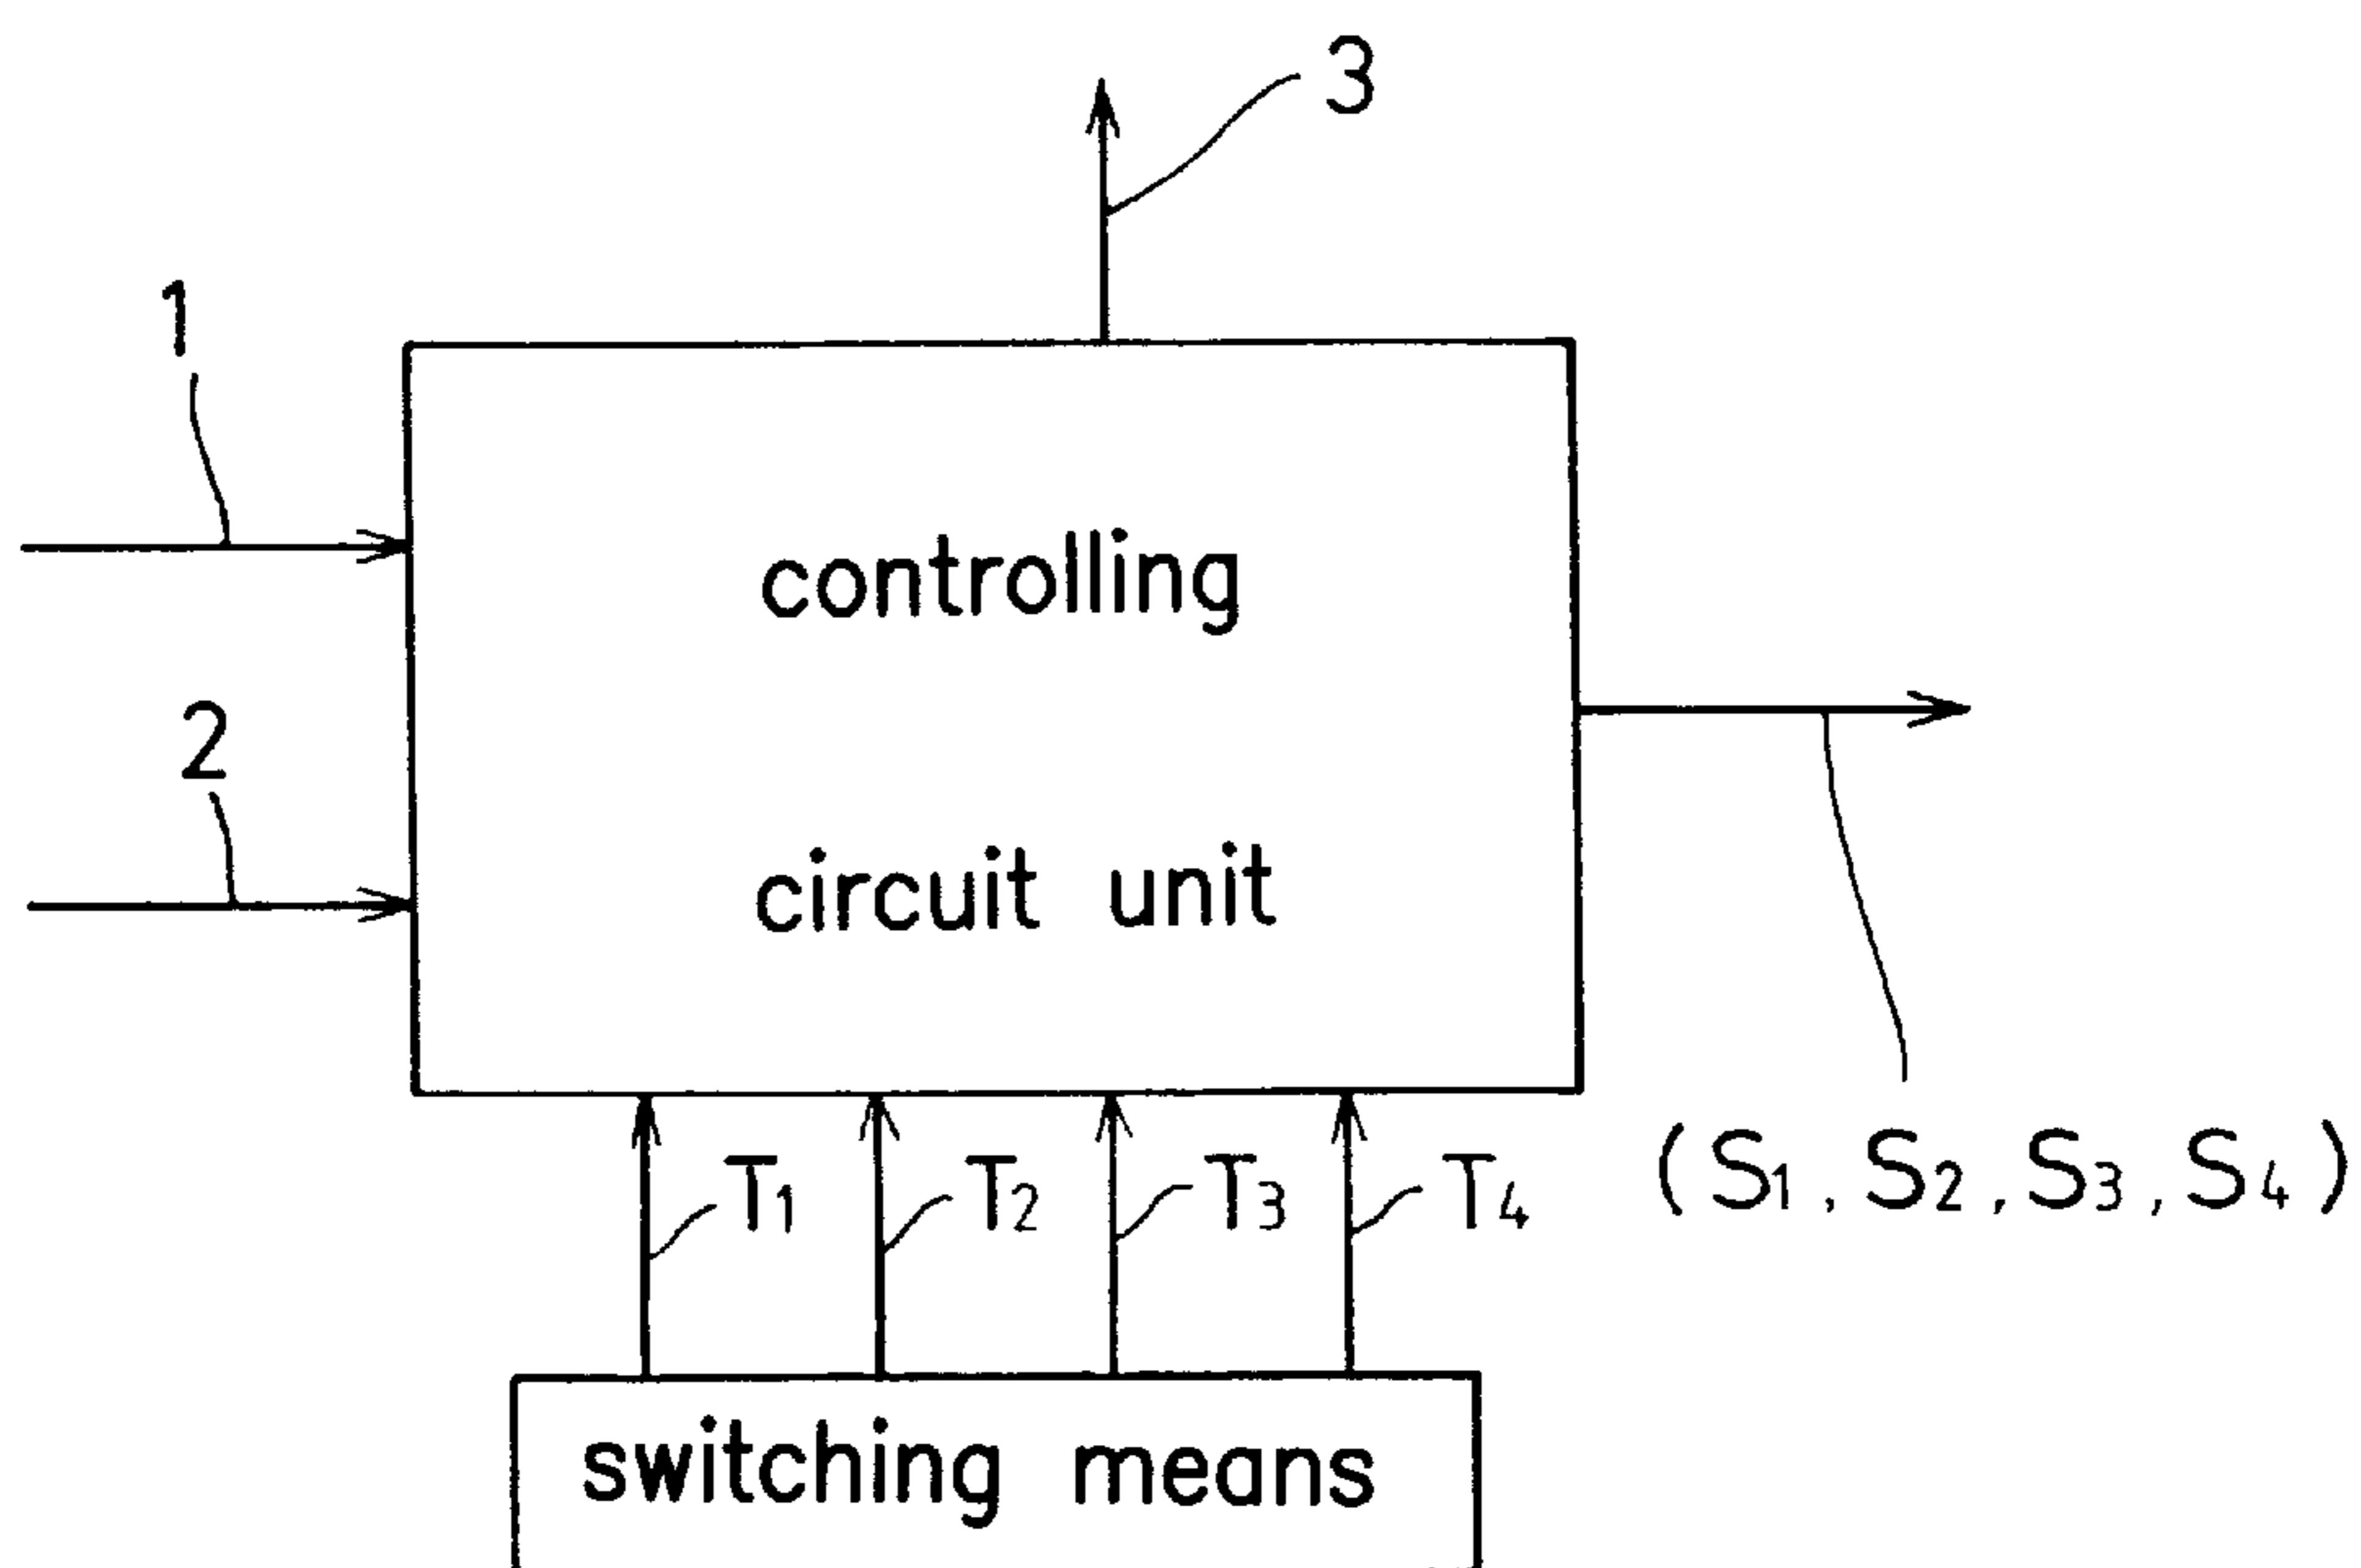 3
1
controlling
2
circuit unit
T1 T2 T3 T4 (S1, S2, S3, S4)
switching means